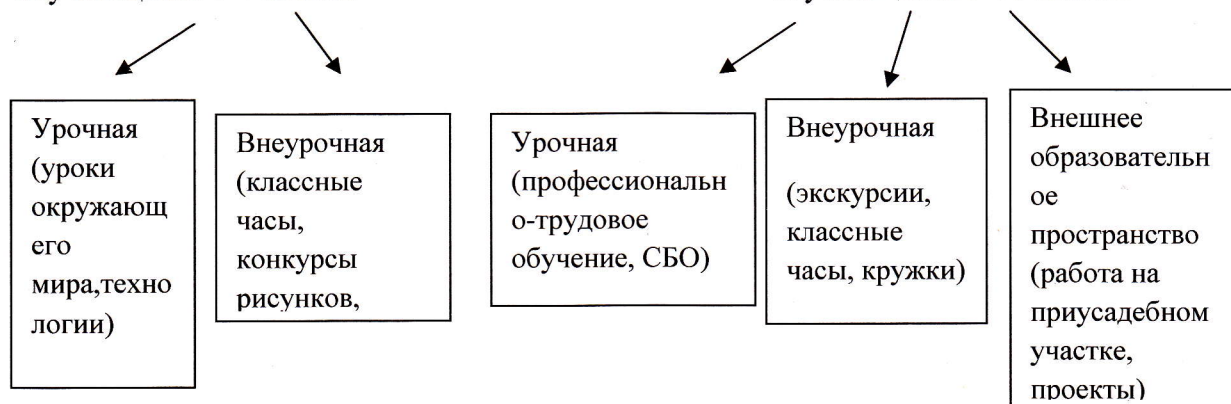 Урочная
(уроки
окружающ
его
мира,техно
логии)
Внеурочная
(классные
часы,
конкурсы
рисунков,
Урочная
(профессиональн
о-трудовое
обучение, СБО)
Внеурочная
(экскурсии,
классные
часы, кружки)
Внешнее
образовательн
ое
пространство
(работа на
приусадебном
участке,
проекты)